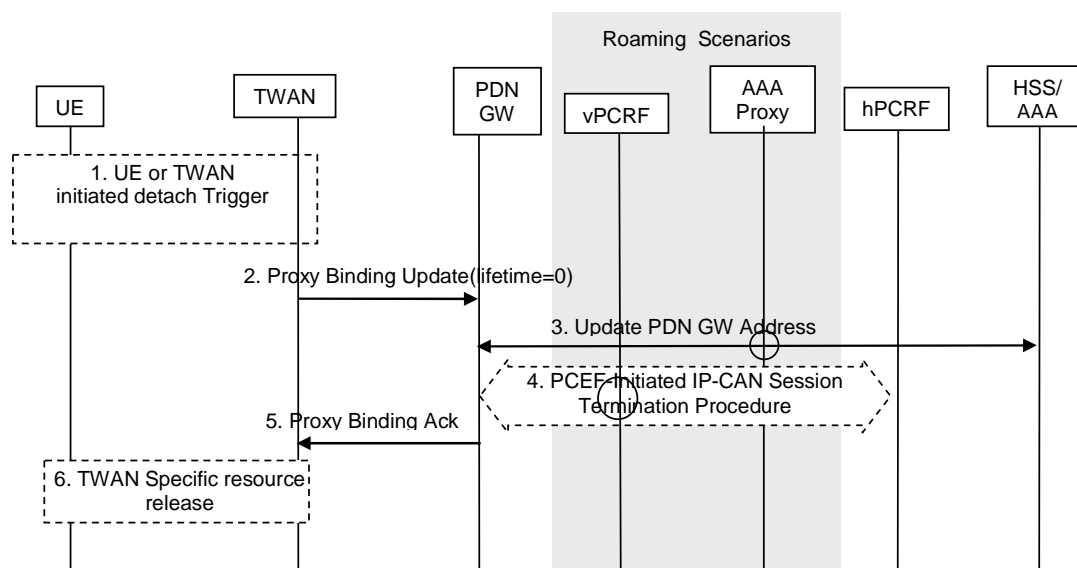 Roaming Scenarios
UE
TWAN
PDN
GW
vPCRF
AAA
Proxy
hPCRF
HSS/
AAA
1. UE or TWAN
initiated detach Trigger
2. Proxy Binding Update(lifetime=0)
3. Update PDN GW Address
4. PCEF-Initiated IP-CAN Session
Termination Procedure
5. Proxy Binding Ack
6. TWAN Specific resource
release